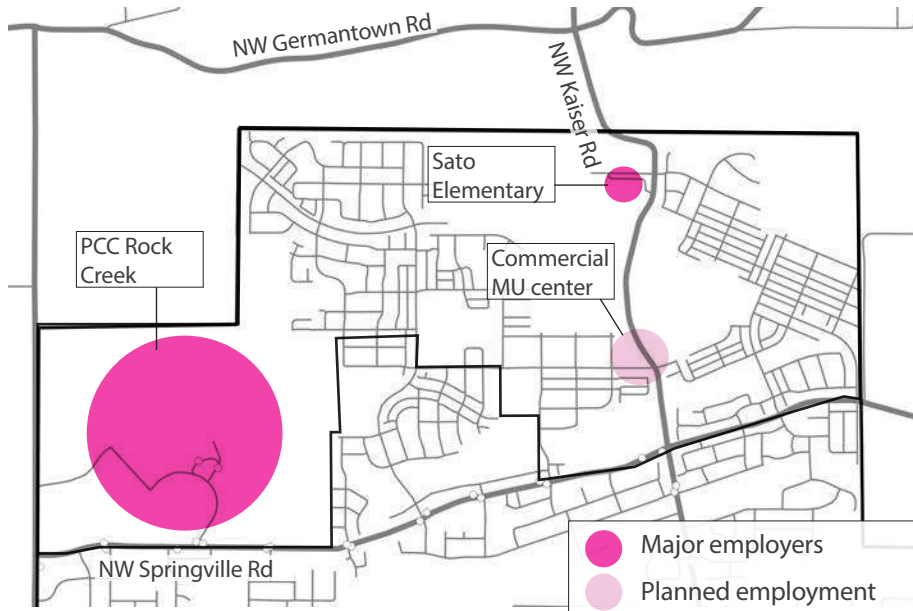 NW Germantown Rd
NW Kaiser Rd
Sato
Elementary
PCC Rock
Creek
Commercial
MU center
NW Springville Rd
Major employers
Planned employment